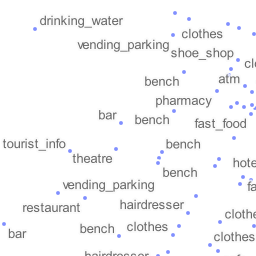 drinking_water
clothes
vending_parking
shoe_shop
clo
bench
atm
pharmacy
bar
bench
fast_food
tourist_info
bench
theatre
hote
bench
vending_parking
fa
restaurant
hairdresser
clothe
bench
clothes
bar
clothes
hairdresser